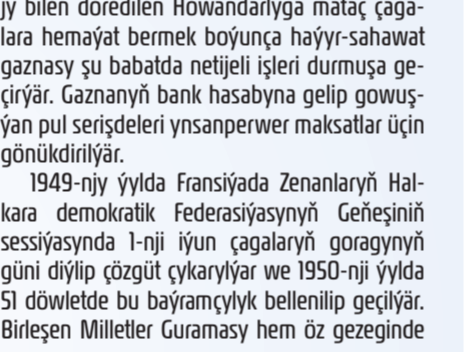 jy bilen döredilen Howandarlyga mätäç çaga-
lara hemaýat bermek boýunça haýyr-sahawat
gaznasy şu babatda netijeli işleri durmuşa ge-
çirýär. Gaznanyň bank hasabyna gelip gowuş-
ýan pul serişdeleri ynsanperwer maksatlar üçin
gönükdirilýär.
1949-njy ýylda Fransiýada Zenanlaryň Hal-
kara demokratik Federasiýasynyň Geňeşiniň
sessiýasynda 1-nji iýun çagalaryň goragynyň
güni diýlip çözgüt çykarylýar we 1950-nji ýylda
51 döwletde bu baýramçylyk bellenilip geçilýär.
Birleşen Milletler Guramasy hem öz gezeginde